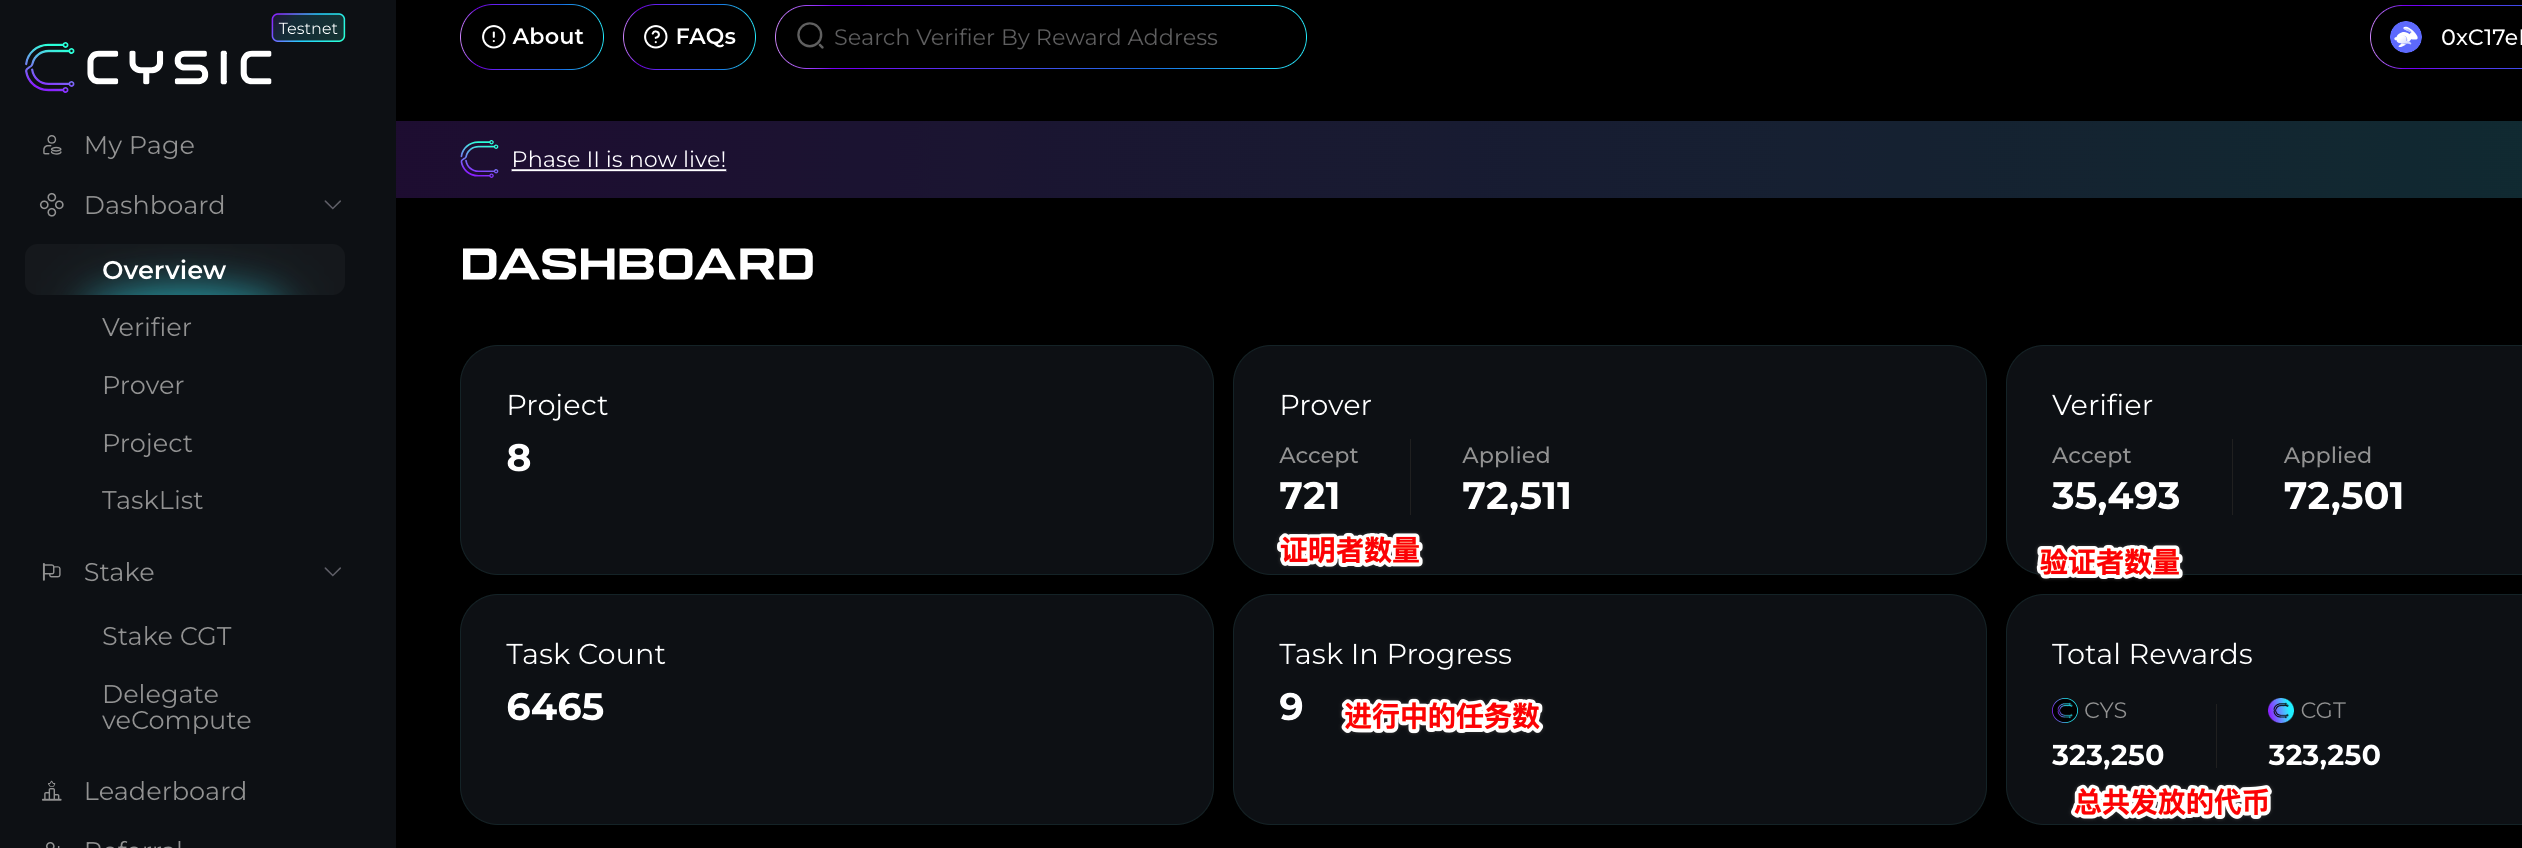 Testnet
CYSIC
My Page
Dashboard
Overview
Verifier
Prover
Project
TaskList
Stake
Stake CGT
Delegate
veCompute
Leaderboard
Referral
About
FAQs
Search Verifier By Reward Address
0xC17e
Phase II is now live!
DASHBOARD
Project
8
Prover
Accept
Applied
721
72,511
证明者数量
Verifier
Accept
Applied
35,493
72,501
验证者数量
Task Count
6465
Task In Progress
9
进行中的任务数
Total Rewards
CYS
CGT
323,250
323,250
总共发放的代币